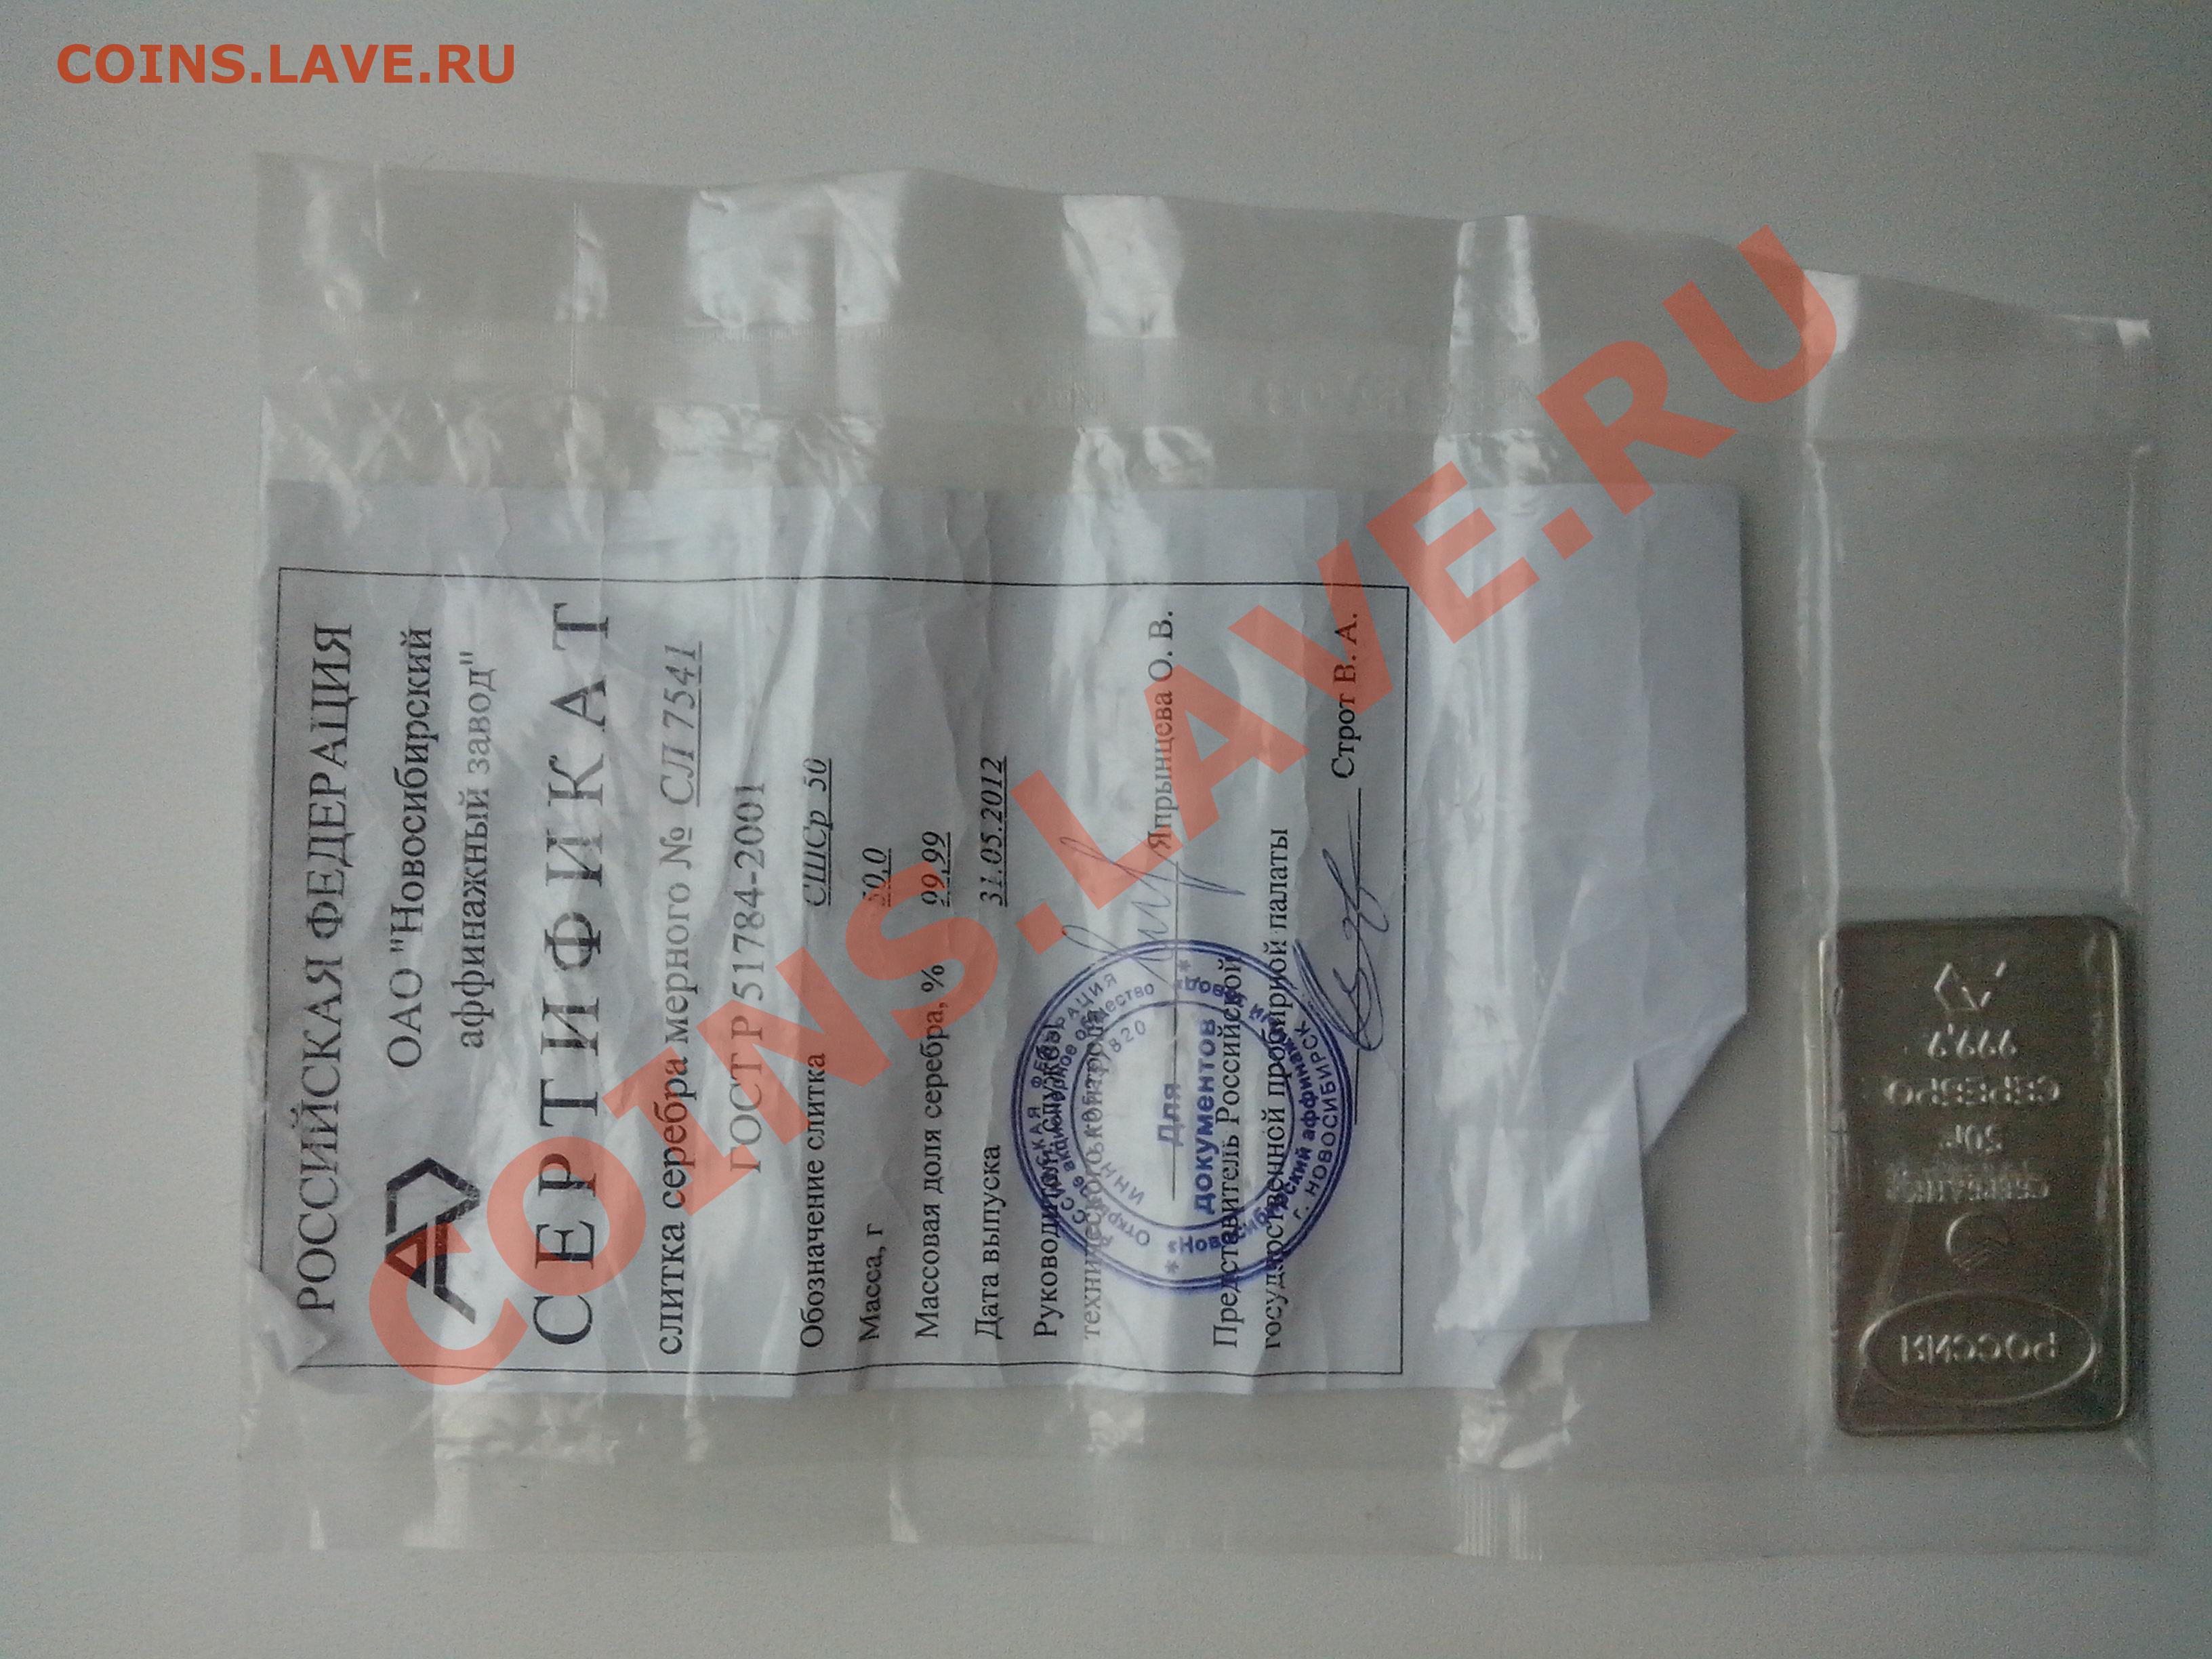 COINS.LAVE.RU
РОССИЙСКАЯ ФЕДЕРАЦИЯ
ОАО "Новосибирский
аффинажный завод"
СЕРТИФИКАТ
слитка серебра мерного № СЛ 7541
ГОСТ Р 51784-2001
Обозначение слитка СШСр 50
Масса, г 50,0
Массовая доля серебра, % 99,99
Дата выпуска 31.05.2012
Руководитель службы
технического контроля Япрынцева О. В.
Представитель Российской
государственной пробирной палаты Строт В. А.
Для
документов
г. НОВОСИБИРСК
ИНН
РОССИЯ
50г
СЕРЕБРО
999,9
COINS.LAVE.RU